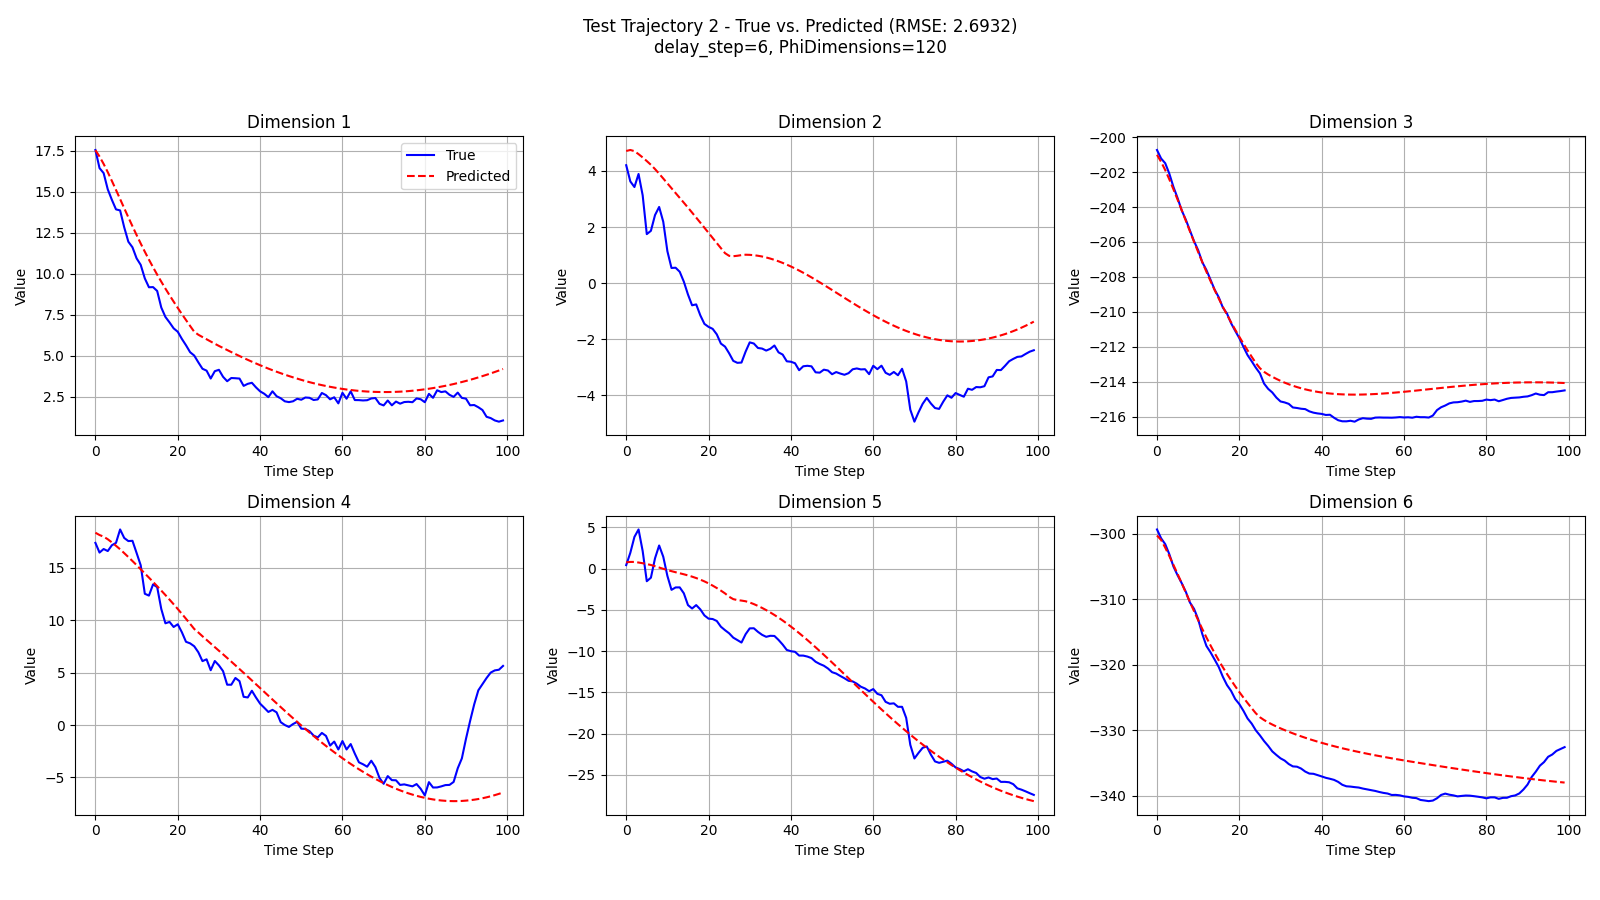 Test Trajectory 2 - True vs. Predicted (RMSE: 2.6932)
delay_step=6, PhiDimensions=120
Dimension 1
True
Predicted
17.5
15.0
12.5
10.0
7.5
5.0
2.5
Value
0 20 40 60 80 100
Time Step
Dimension 2
4
2
0
−2
−4
Value
0 20 40 60 80 100
Time Step
Dimension 3
−200
−202
−204
−206
−208
−210
−212
−214
−216
Value
0 20 40 60 80 100
Time Step
Dimension 4
15
10
5
0
−5
Value
0 20 40 60 80 100
Time Step
Dimension 5
5
0
−5
−10
−15
−20
−25
Value
0 20 40 60 80 100
Time Step
Dimension 6
−300
−310
−320
−330
−340
Value
0 20 40 60 80 100
Time Step